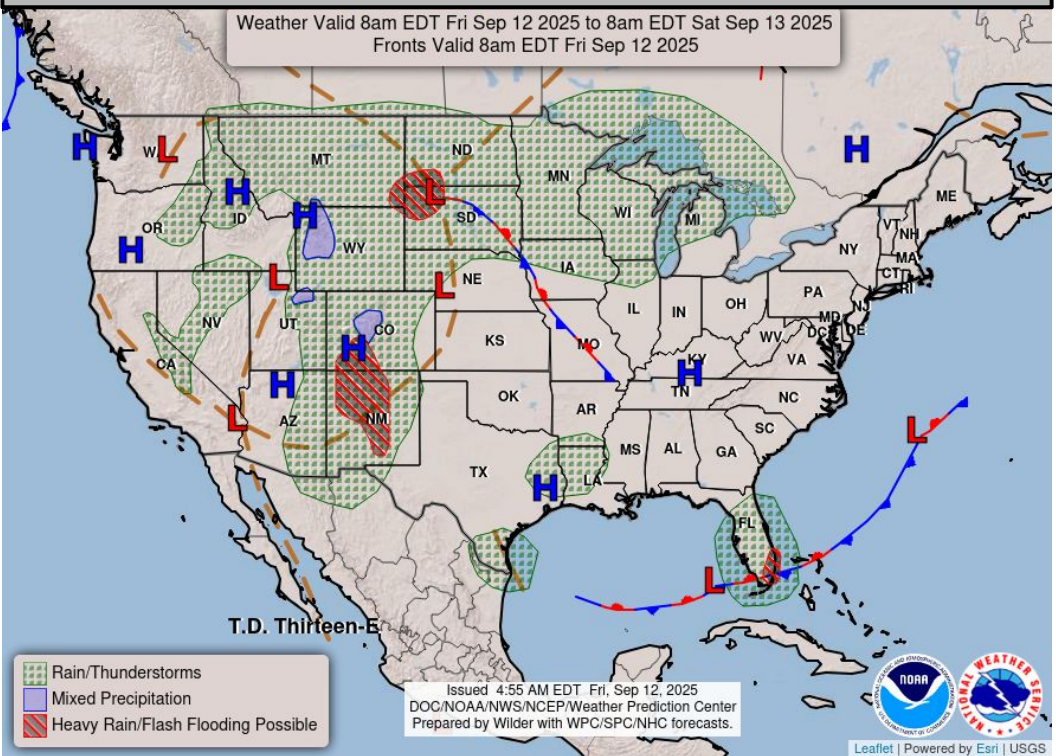 Weather Valid 8am EDT Fri Sep 12 2025 to 8am EDT Sat Sep 13 2025
Fronts Valid 8am EDT Fri Sep 12 2025
H
W
L
MT
ND
MN
H
ME
H
ID
H
L
SD
WI
MI
VT
NH
OR
H
WY
NY
MA
CT
RI
L
L
NE
IA
PA
NJ
NV
UT
CO
IL
IN
OH
MD
DE
DC
WV
VA
CA
H
KS
MO
KY
H
TN
H
AZ
L
NM
OK
AR
NC
SC
L
TX
MS
AL
GA
H
LA
FL
L
T.D. Thirteen-E
Rain/Thunderstorms
Mixed Precipitation
Heavy Rain/Flash Flooding Possible
Issued 4:55 AM EDT Fri, Sep 12, 2025
DOC/NOAA/NWS/NCEP/Weather Prediction Center
Prepared by Wilder with WPC/SPC/NHC forecasts.
NOAA
NATIONAL WEATHER SERVICE
Leaflet | Powered by Esri | USGS